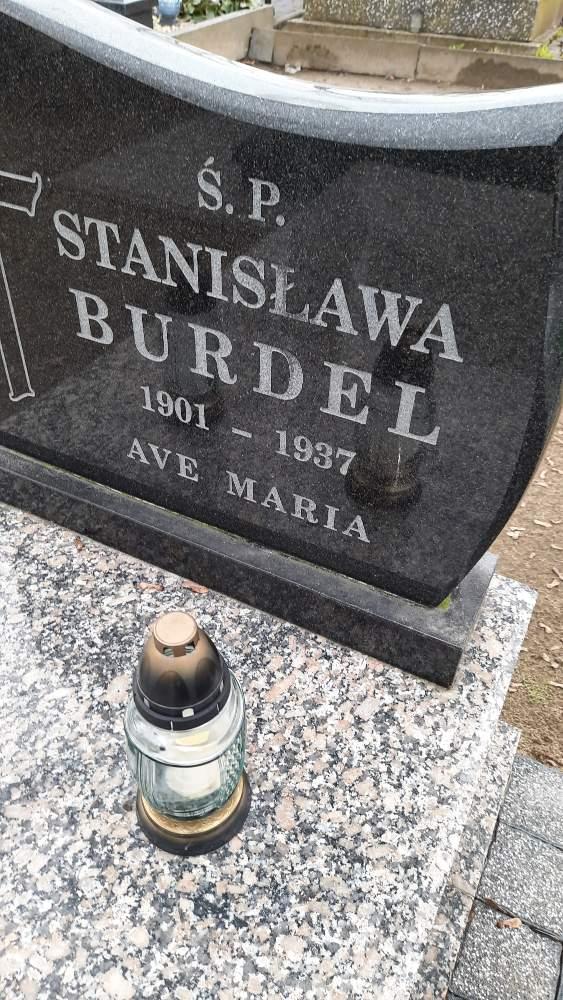 Ś. P.
STANISŁAWA
BURDEL
1901 - 1937
AVE MARIA